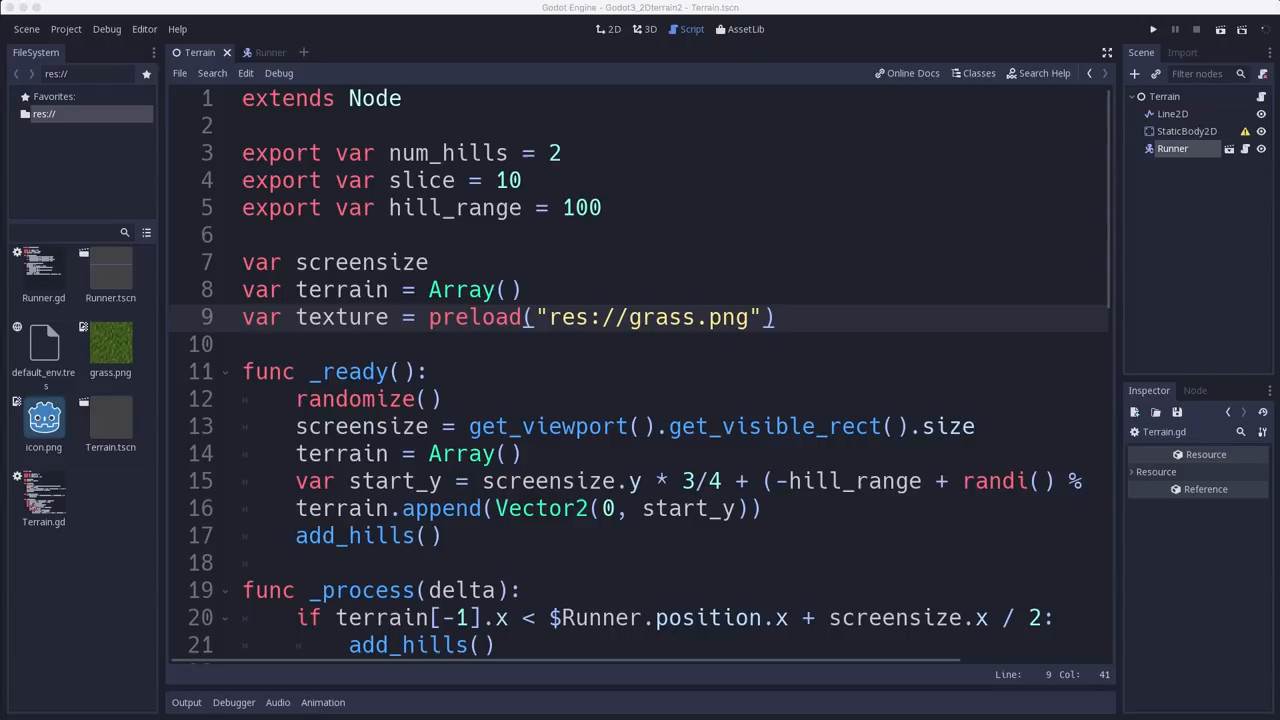 Godot Engine - Godot3_2Dterrain2 - Terrain.tscn
Scene Project Debug Editor Help
2D 3D Script AssetLib
FileSystem
Terrain Runner
Scene Import
res://
File Search Edit Debug
Online Docs Classes Search Help
Filter nodes
Favorites:
res://
Terrain
Line2D
StaticBody2D
Runner
1 extends Node
2
3 export var num_hills = 2
4 export var slice = 10
5 export var hill_range = 100
6
7 var screensize
8 var terrain = Array()
9 var texture = preload("res://grass.png")
10
11 func _ready():
12 randomize()
13 screensize = get_viewport().get_visible_rect().size
14 terrain = Array()
15 var start_y = screensize.y * 3/4 + (-hill_range + randi() %
16 terrain.append(Vector2(0, start_y))
17 add_hills()
18
19 func _process(delta):
20 if terrain[-1].x < $Runner.position.x + screensize.x / 2:
21 add_hills()
Runner.gd Runner.tscn
default_env.tre
s
grass.png
icon.png Terrain.tscn
Terrain.gd
Inspector Node
Terrain.gd
Resource
Resource
Reference
Line: 9 Col: 41
Output Debugger Audio Animation